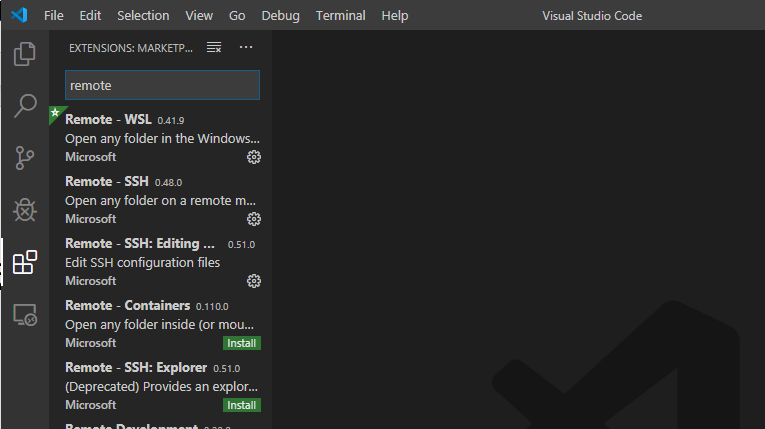 File Edit Selection View Go Debug Terminal Help Visual Studio Code
EXTENSIONS: MARKETP...
remote
Remote - WSL 0.41.9
Open any folder in the Windows...
Microsoft
Remote - SSH 0.48.0
Open any folder on a remote m...
Microsoft
Remote - SSH: Editing ... 0.51.0
Edit SSH configuration files
Microsoft
Remote - Containers 0.110.0
Open any folder inside (or mou...
Microsoft Install
Remote - SSH: Explorer 0.51.0
(Deprecated) Provides an explor...
Microsoft Install
Remote Development